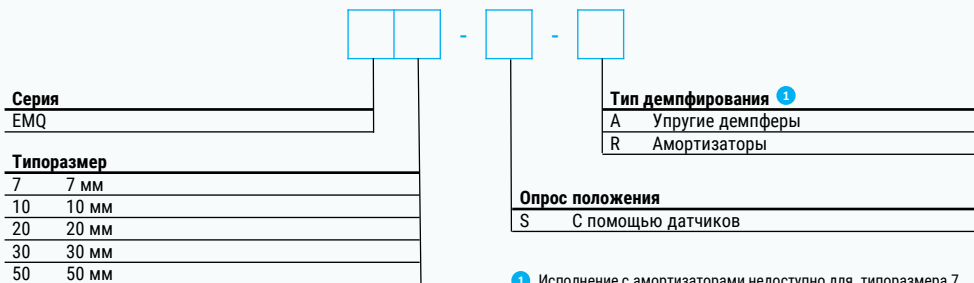 - -
Серия
EMQ
Типоразмер
7 7 мм
10 10 мм
20 20 мм
30 30 мм
50 50 мм
Тип демпфирования 1
A Упругие демпферы
R Амортизаторы
Опрос положения
S С помощью датчиков
1 Исполнение с амортизаторами недоступно для типоразмера 7